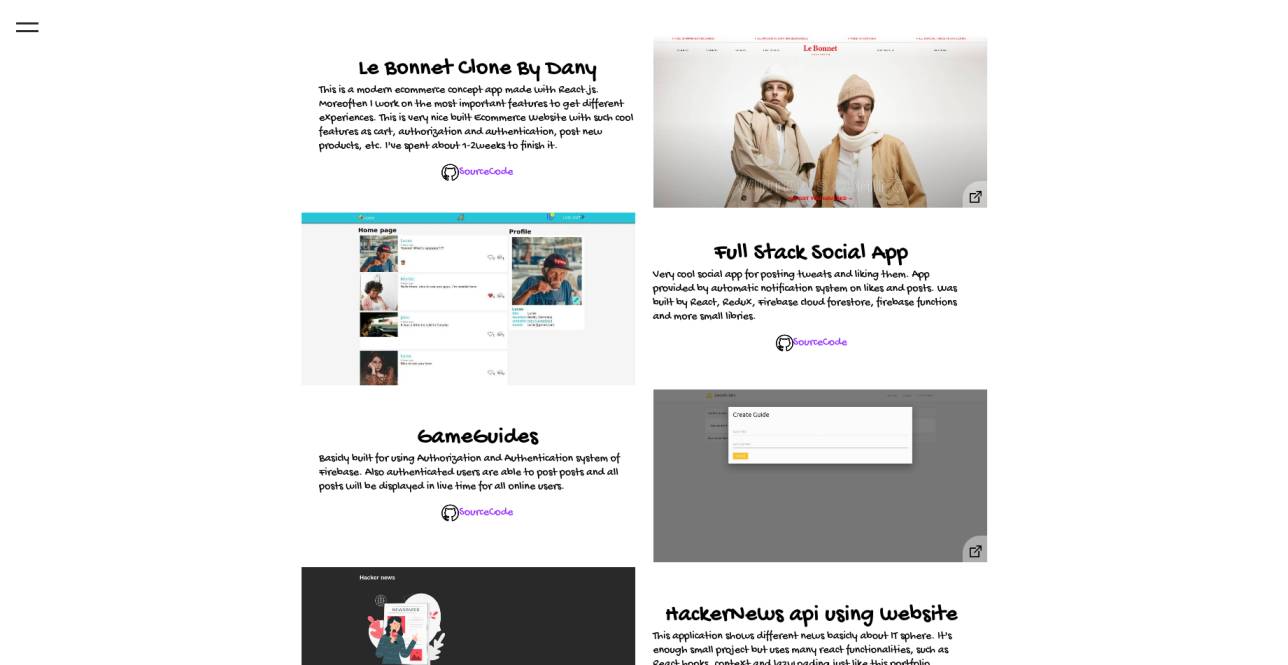 Le Bonnet Clone By Dany
This is a modern ecommerce concept app made with React.js.
Moreoften I work on the most important features to get different
experiences. This is very nice built Ecommerce Website with such cool
features as cart, authorization and authentication, post new
products, etc. I've spent about 1-2weeks to finish it.
SourceCode
Le Bonnet
Home page
Profile
Full Stack Social App
Very cool social app for posting tweets and liking them. App
provided by automatic notification system on likes and posts. Was
built by React, Redux, Firebase cloud forestore, firebase functions
and more small libries.
SourceCode
GameGuides
Basicly built for using Authorization and Authentication system of
Firebase. Also authenticated users are able to post posts and all
posts will be displayed in live time for all online users.
SourceCode
Create Guide
Hacker news
NEWSPAPER
HackerNews api using website
This application shows different news basicly about IT sphere. It's
enough small project but uses many react functionalities, such as
React hooks, context and lazyloading just like this portfolio